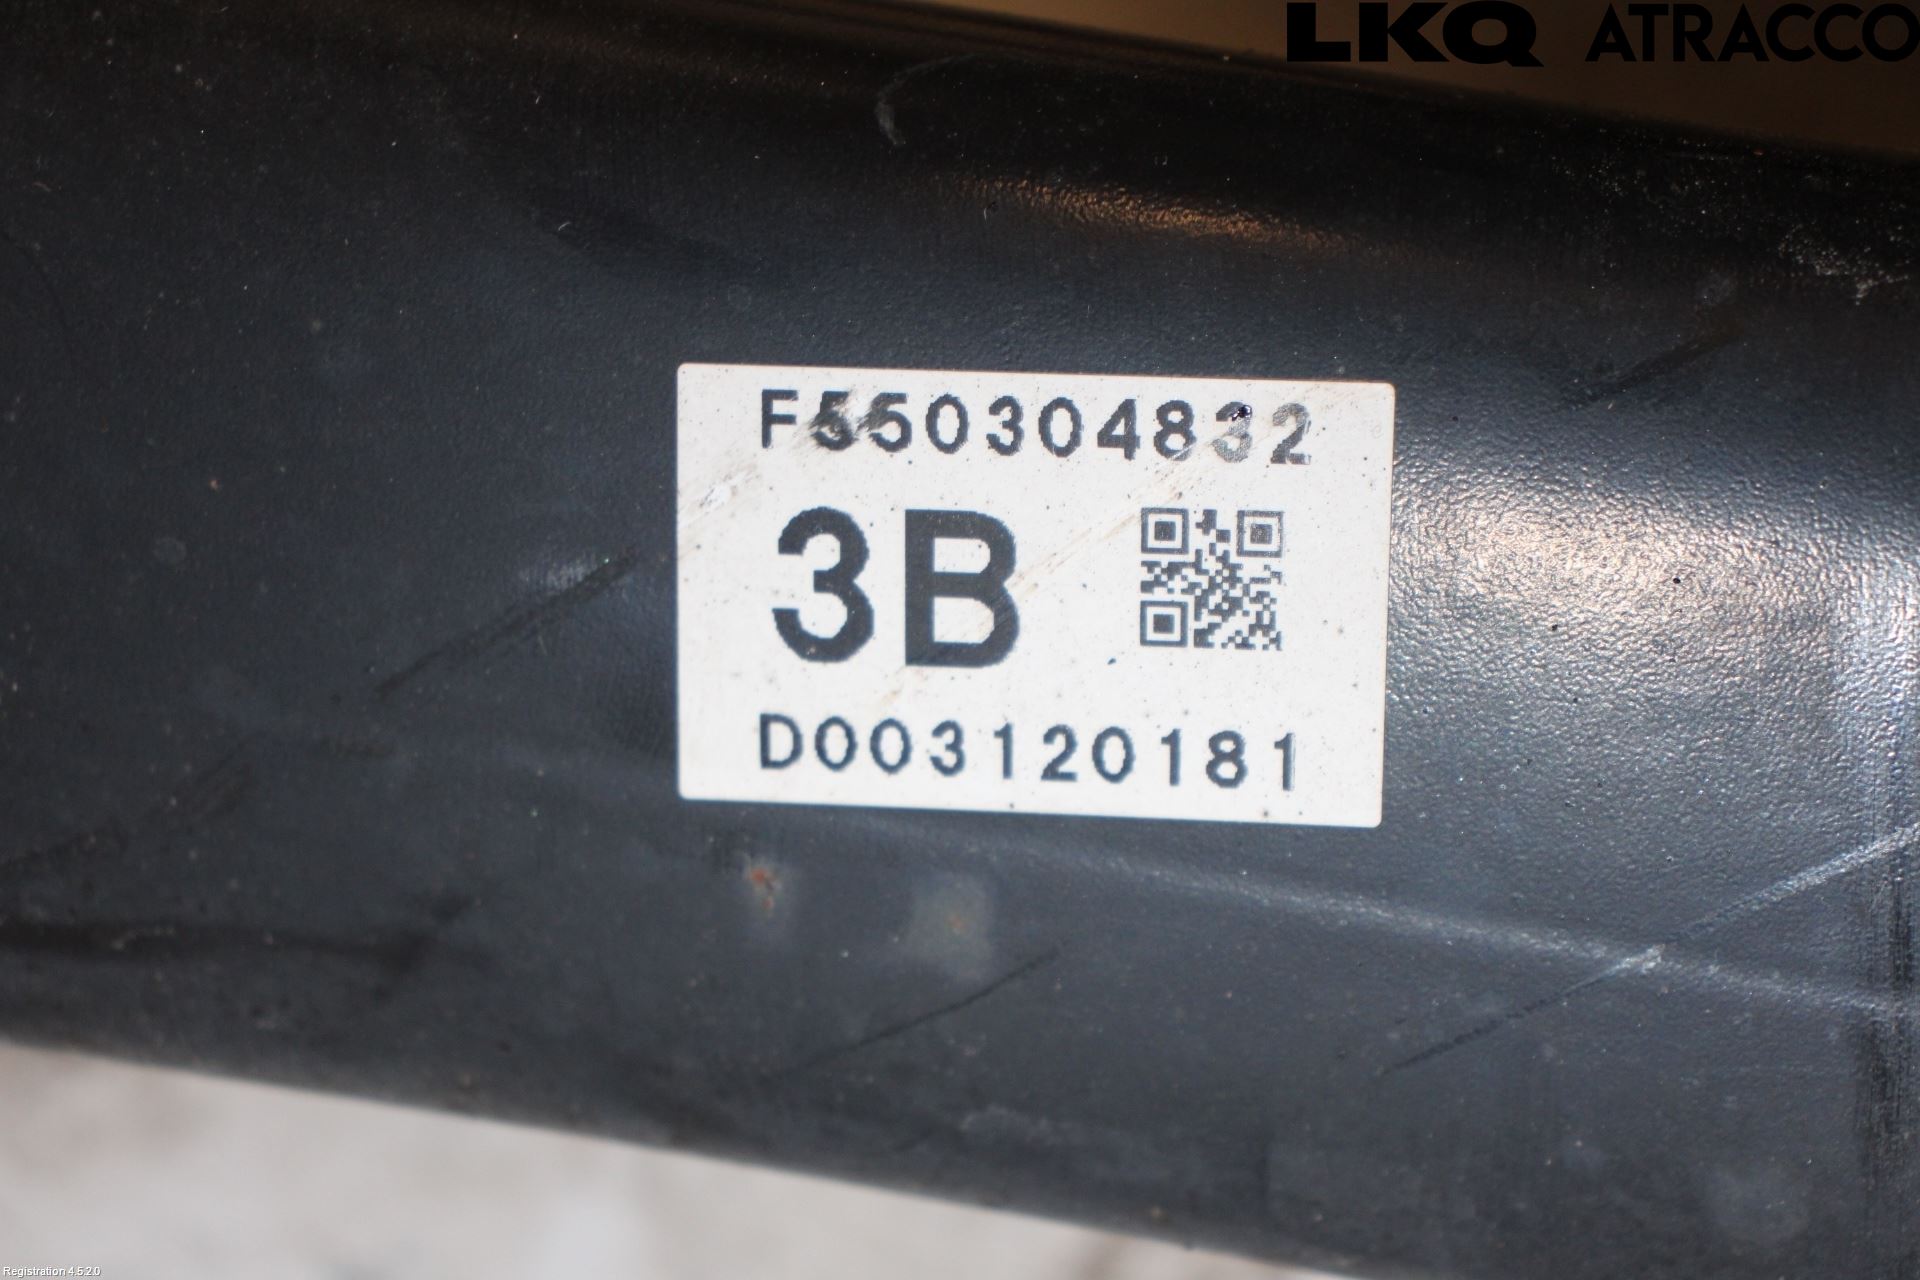 LKQ ATRACCO
F550304832
3B
D003120181
Registration 4.5.2.0